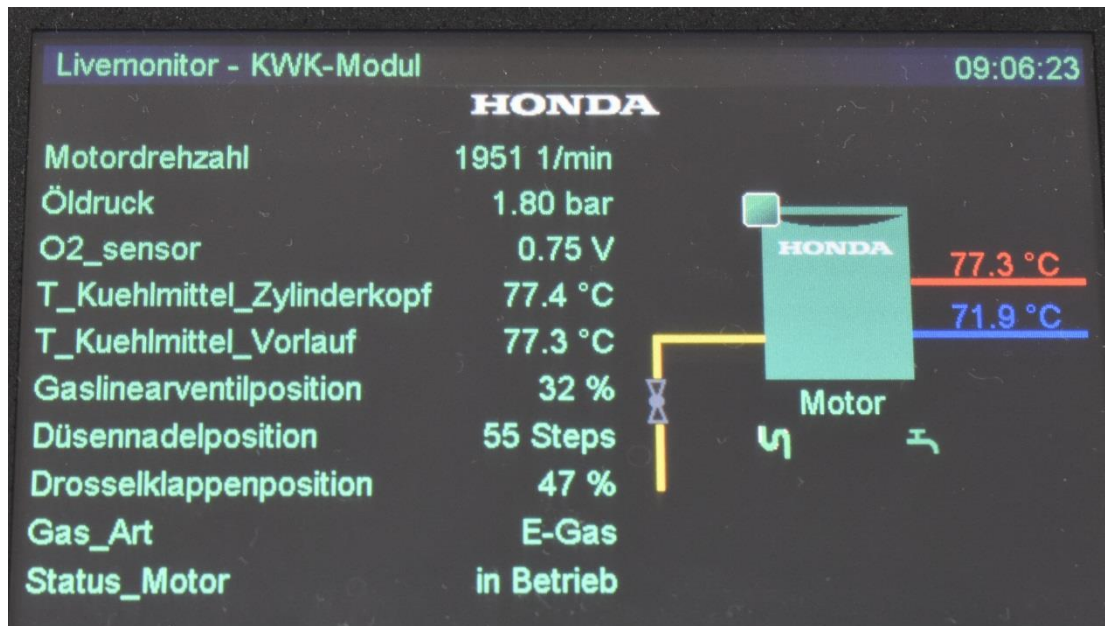 Livemonitor - KWK-Modul 09:06:23
HONDA
Motordrehzahl 1951 1/min
Öldruck 1.80 bar
O2_sensor 0.75 V
T_Kuehlmittel_Zylinderkopf 77.4 °C
T_Kuehlmittel_Vorlauf 77.3 °C
Gaslinearventilposition 32 %
Düsennadelposition 55 Steps
Drosselklappenposition 47 %
Gas_Art E-Gas
Status_Motor in Betrieb
HONDA
77.3 °C
71.9 °C
Motor